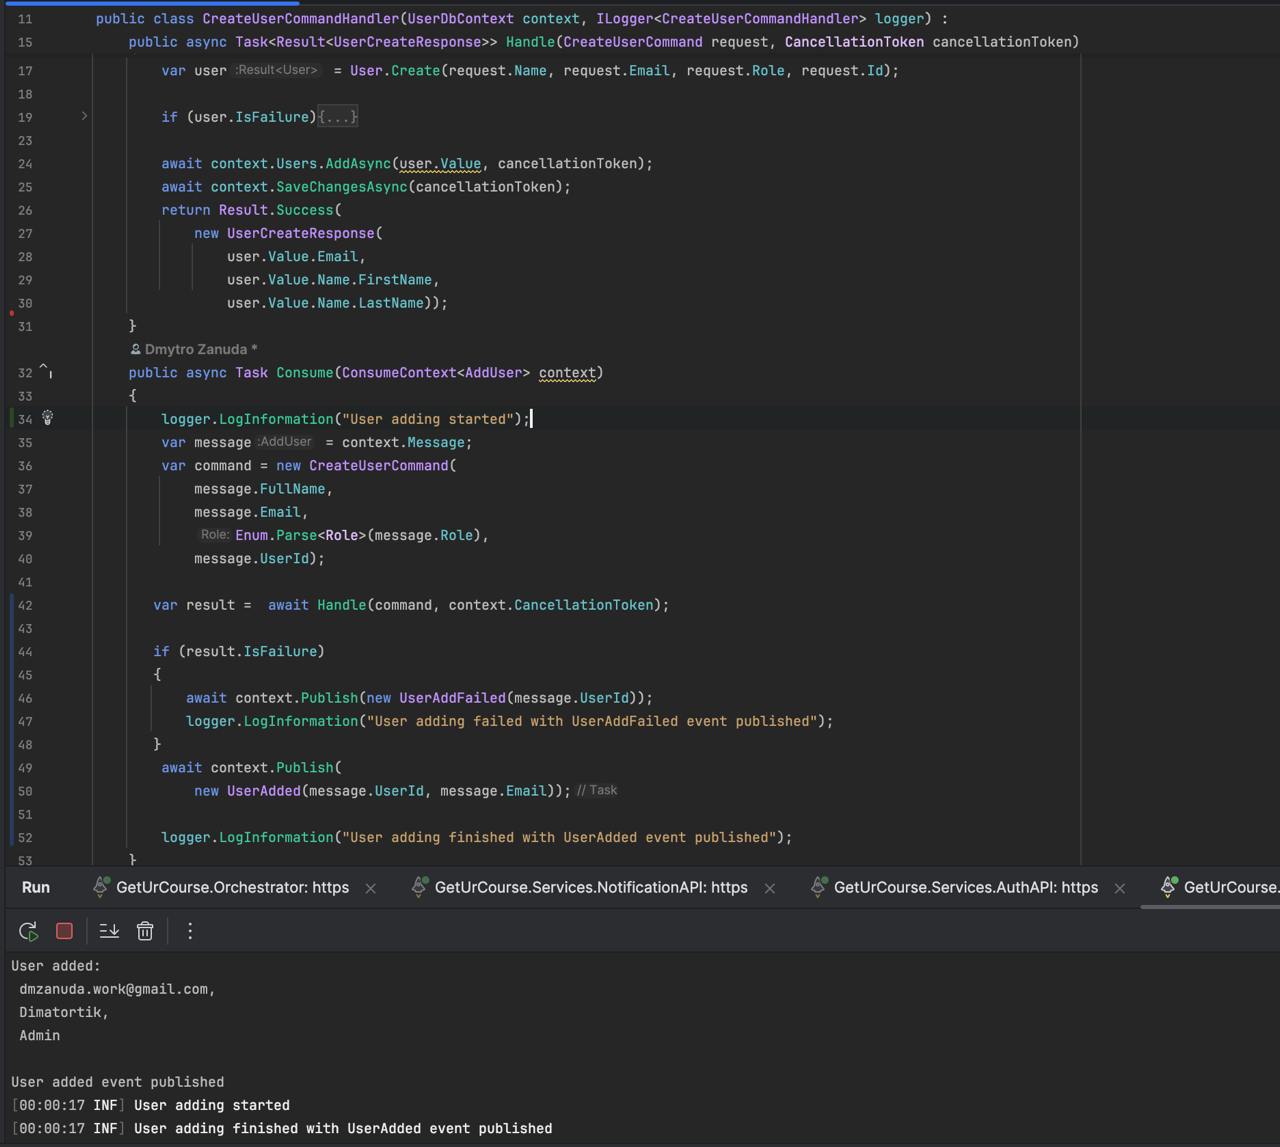 11 public class CreateUserCommandHandler(UserDbContext context, ILogger<CreateUserCommandHandler> logger) :
15 public async Task<Result<UserCreateResponse>> Handle(CreateUserCommand request, CancellationToken cancellationToken)
17 var user :Result<User> = User.Create(request.Name, request.Email, request.Role, request.Id);
18
19 if (user.IsFailure){...}
23
24 await context.Users.AddAsync(user.Value, cancellationToken);
25 await context.SaveChangesAsync(cancellationToken);
26 return Result.Success(
27 new UserCreateResponse(
28 user.Value.Email,
29 user.Value.Name.FirstName,
30 user.Value.Name.LastName));
31 }
Dmytro Zanuda *
32 public async Task Consume(ConsumeContext<AddUser> context)
33 {
34 logger.LogInformation("User adding started");
35 var message :AddUser = context.Message;
36 var command = new CreateUserCommand(
37 message.FullName,
38 message.Email,
39 Role: Enum.Parse<Role>(message.Role),
40 message.UserId);
41
42 var result =  await Handle(command, context.CancellationToken);
43
44 if (result.IsFailure)
45 {
46 await context.Publish(new UserAddFailed(message.UserId));
47 logger.LogInformation("User adding failed with UserAddFailed event published");
48 }
49 await context.Publish(
50 new UserAdded(message.UserId, message.Email)); // Task
51
52 logger.LogInformation("User adding finished with UserAdded event published");
53 }
Run GetUrCourse.Orchestrator: https GetUrCourse.Services.NotificationAPI: https GetUrCourse.Services.AuthAPI: https GetUrCourse.
User added:
dmzanuda.work@gmail.com,
Dimatortik,
Admin
User added event published
[00:00:17 INF] User adding started
[00:00:17 INF] User adding finished with UserAdded event published